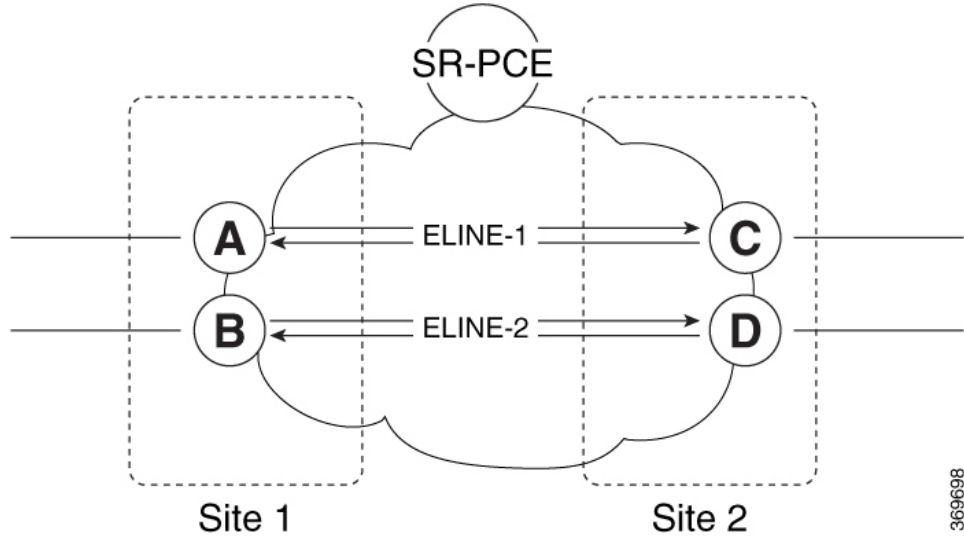 SR-PCE
A
ELINE-1
C
B
ELINE-2
D
Site 1
Site 2
369698